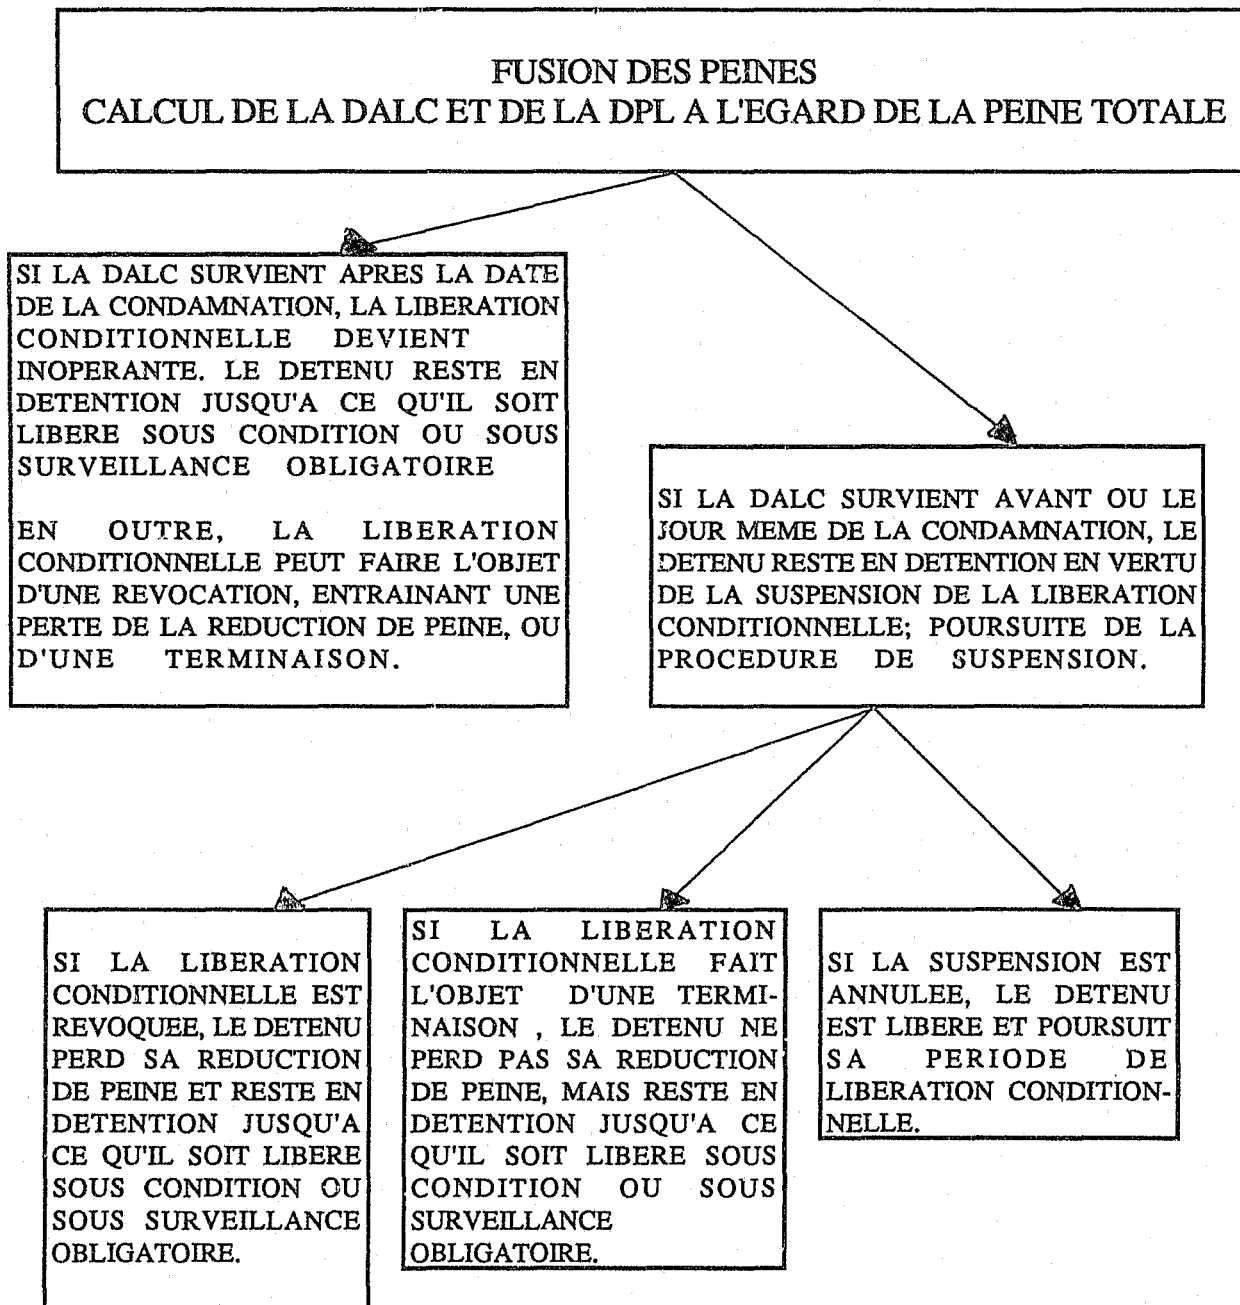 FUSION DES PEINES
CALCUL DE LA DALC ET DE LA DPL A L'EGARD DE LA PEINE TOTALE
SI LA DALC SURVIENT APRES LA DATE
DE LA CONDAMNATION, LA LIBERATION
CONDITIONNELLE DEVIENT
INOPERANTE. LE DETENU RESTE EN
DETENTION JUSQU'A CE QU'IL SOIT
LIBERE SOUS CONDITION OU SOUS
SURVEILLANCE OBLIGATOIRE
EN OUTRE, LA LIBERATION
CONDITIONNELLE PEUT FAIRE L'OBJET
D'UNE REVOCATION, ENTRAINANT UNE
PERTE DE LA REDUCTION DE PEINE, OU
D'UNE TERMINAISON.
SI LA DALC SURVIENT AVANT OU LE
JOUR MEME DE LA CONDAMNATION, LE
DETENU RESTE EN DETENTION EN VERTU
DE LA SUSPENSION DE LA LIBERATION
CONDITIONNELLE; POURSUITE DE LA
PROCEDURE DE SUSPENSION.
SI LA LIBERATION
CONDITIONNELLE EST
REVOQUEE, LE DETENU
PERD SA REDUCTION
DE PEINE ET RESTE EN
DETENTION JUSQU'A
CE QU'IL SOIT LIBERE
SOUS CONDITION OU
SOUS SURVEILLANCE
OBLIGATOIRE.
SI LA LIBERATION
CONDITIONNELLE FAIT
L'OBJET D'UNE TERMI-
NAISON , LE DETENU NE
PERD PAS SA REDUCTION
DE PEINE, MAIS RESTE EN
DETENTION JUSQU'A CE
QU'IL SOIT LIBERE SOUS
CONDITION OU SOUS
SURVEILLANCE
OBLIGATOIRE.
SI LA SUSPENSION EST
ANNULEE, LE DETENU
EST LIBERE ET POURSUIT
SA PERIODE DE
LIBERATION CONDITION-
NELLE.